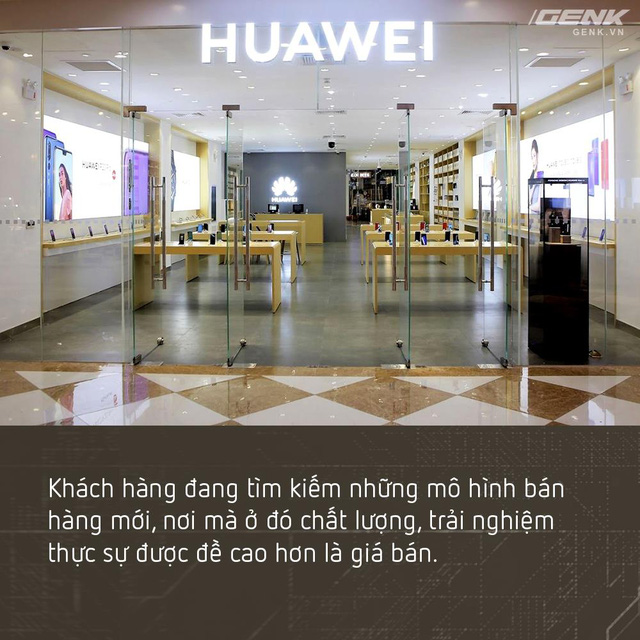 GENK
GENK.VN
HUAWEI
HUAWEI
HUAWEI
Khách hàng đang tìm kiếm những mô hình bán
hàng mới, nơi mà ở đó chất lượng, trải nghiệm
thực sự được đề cao hơn là giá bán.